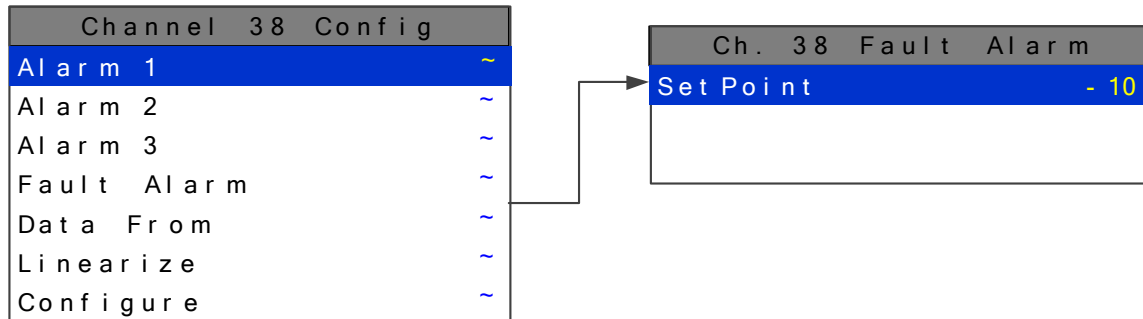 Channel 38 Config
Alarm 1 ~
Alarm 2 ~
Alarm 3 ~
Fault Alarm ~
Data From ~
Linearize ~
Configure ~
Ch. 38 Fault Alarm
Set Point - 10